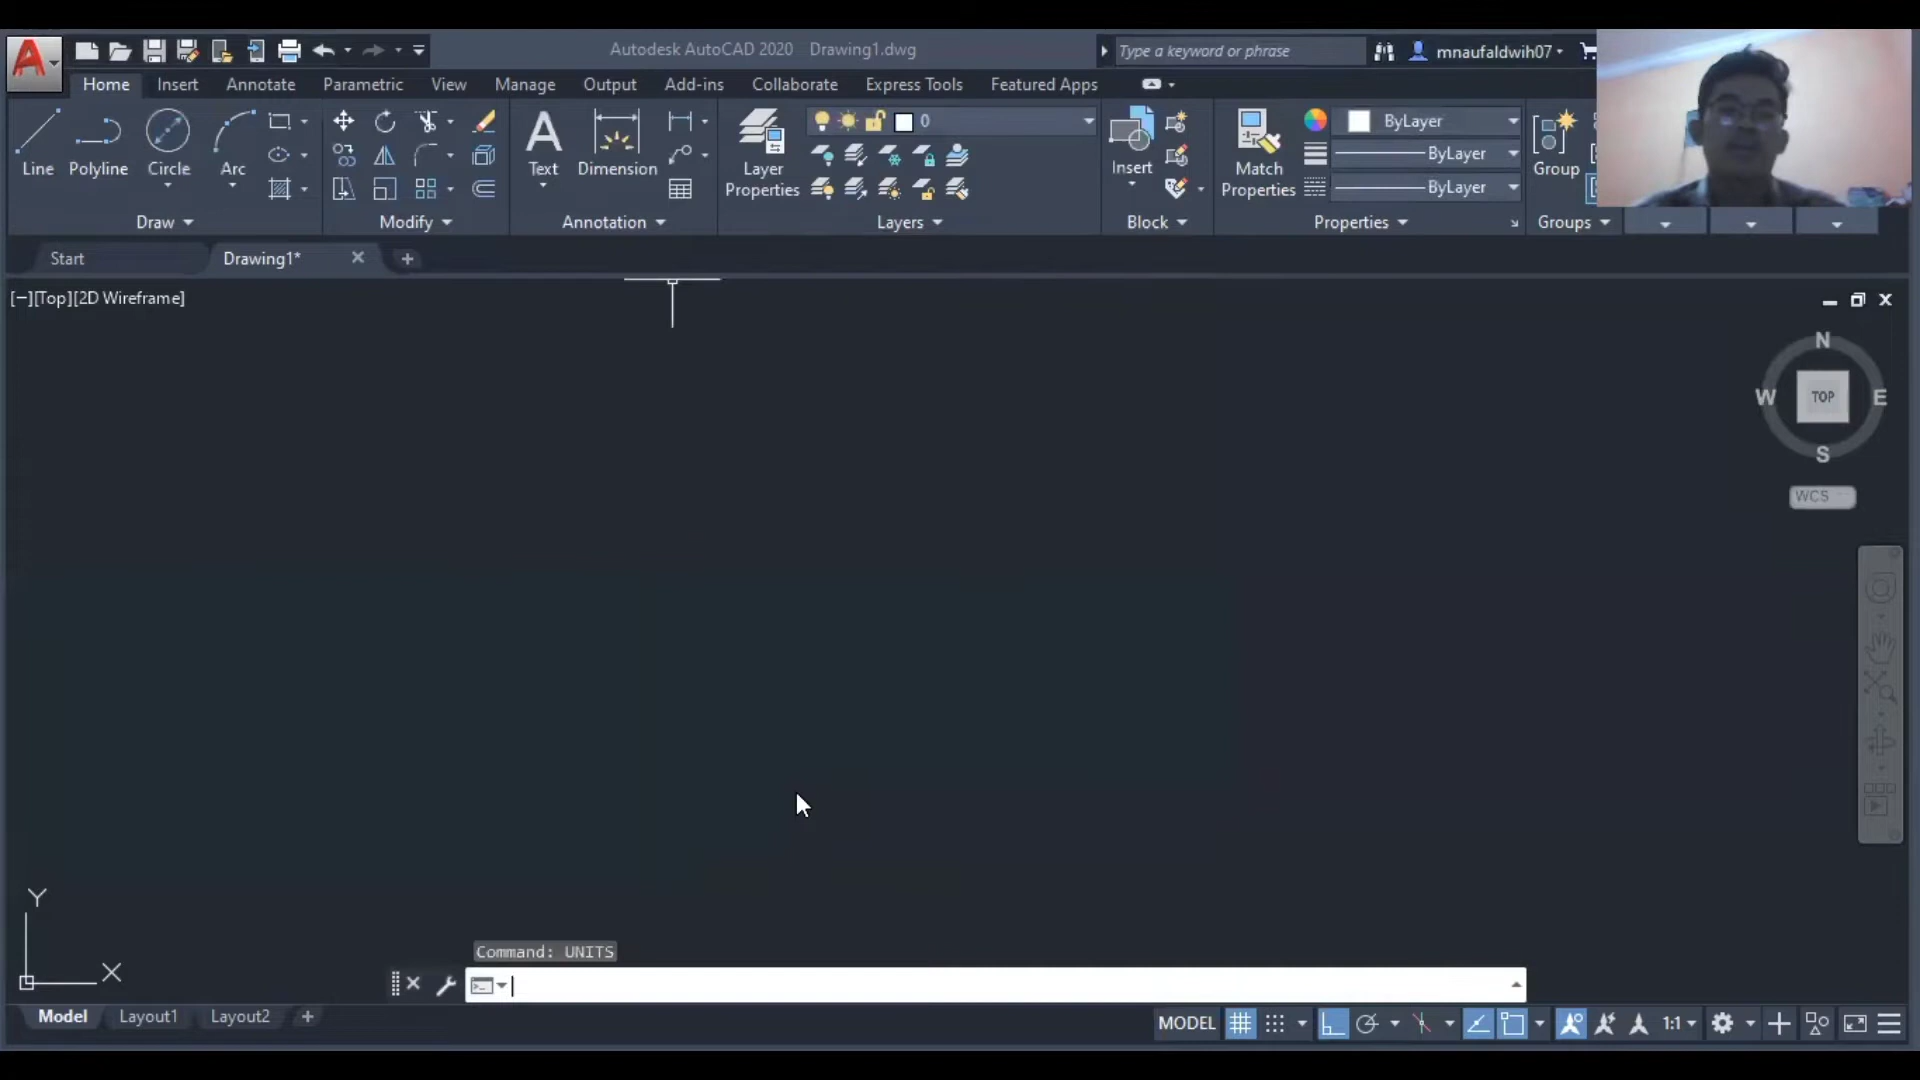 Autodesk AutoCAD 2020 Drawing1.dwg
Type a keyword or phrase
mnaufaldwih07
Home Insert Annotate Parametric View Manage Output Add-ins Collaborate Express Tools Featured Apps
0
ByLayer
ByLayer
ByLayer
Line Polyline Circle Arc
Text Dimension
Layer Properties
Insert
Match Properties
Group
Draw Modify Annotation Layers Block Properties Groups
Start Drawing1*
[−][Top][2D Wireframe]
N
W TOP E
S
WCS
Y
X
Command: UNITS
Model Layout1 Layout2
MODEL 1:1